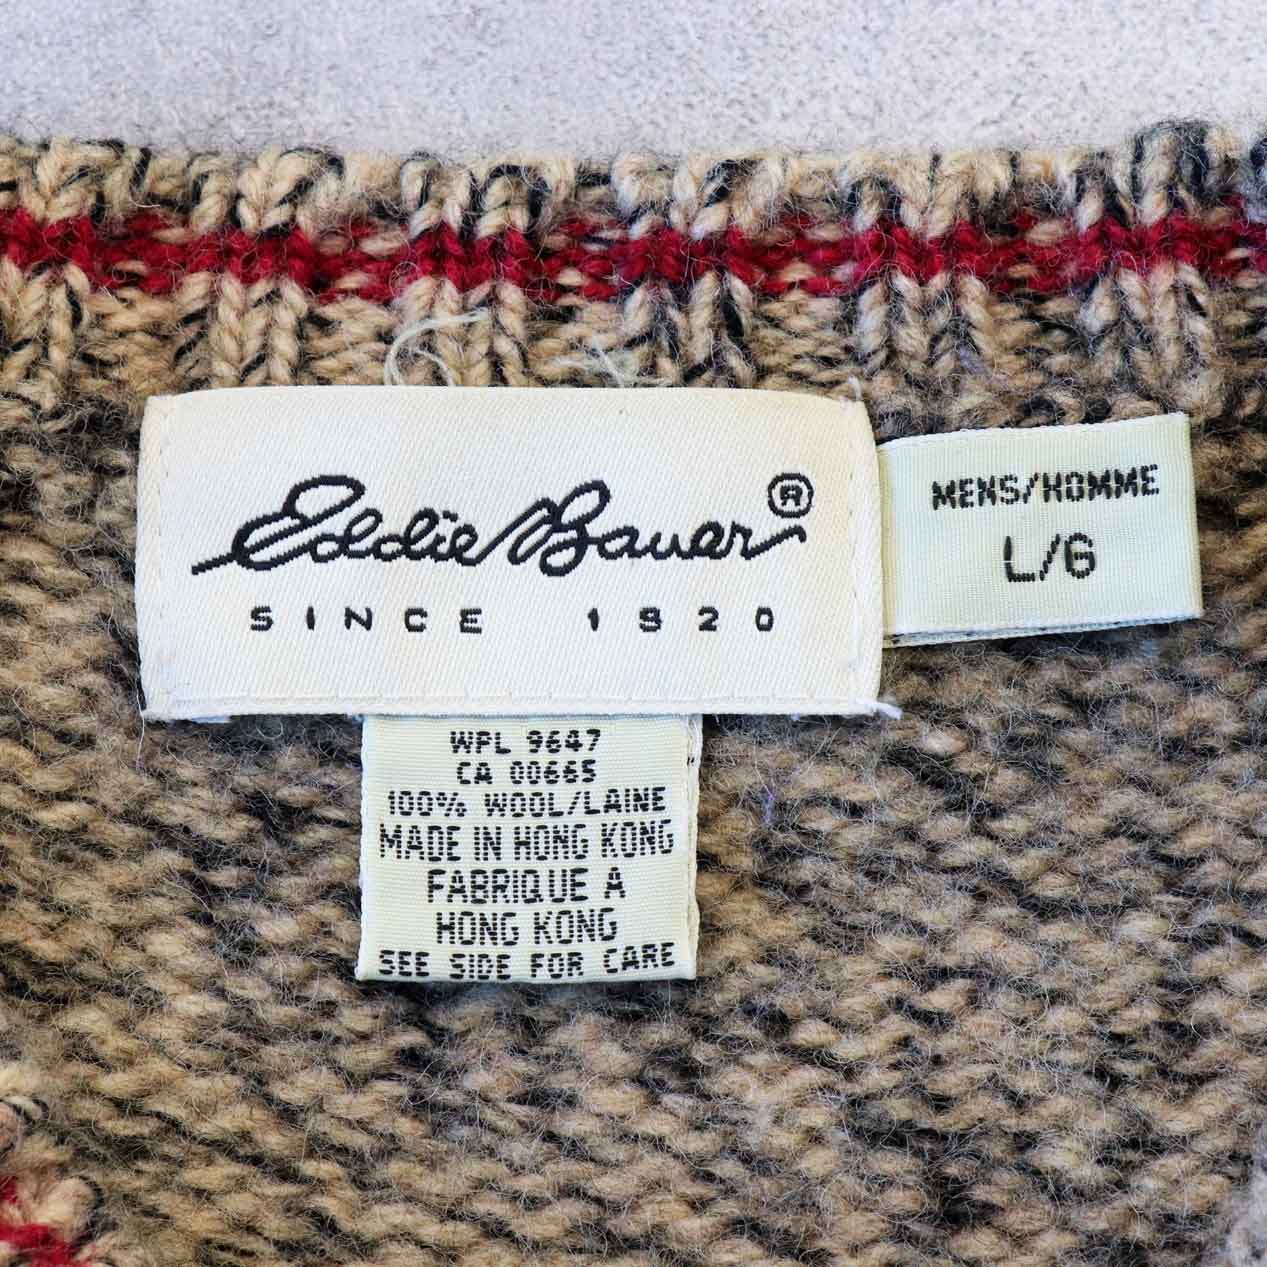 Eddie Bauer®
SINCE 1920
MENS/HOMME
L/G
WPL 9647
CA 00665
100% WOOL/LAINE
MADE IN HONG KONG
FABRIQUE A
HONG KONG
SEE SIDE FOR CARE